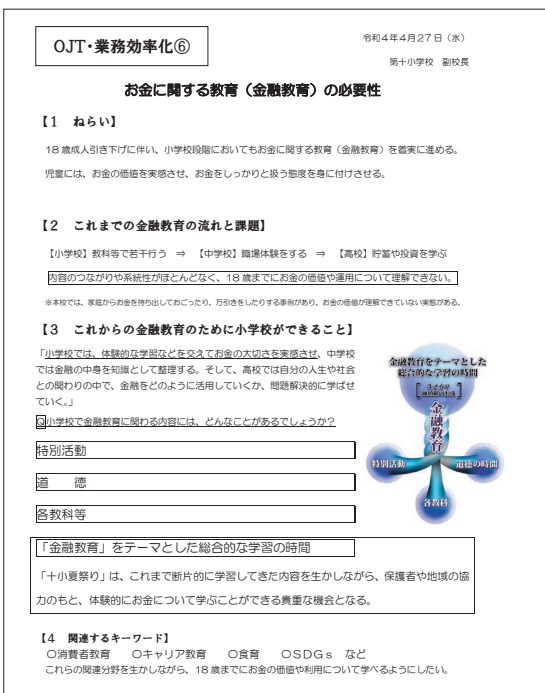 OJT・業務効率化⑥
令和4年4月27日（水）
第十小学校　副校長
お金に関する教育（金融教育）の必要性
【1　ねらい】
18歳成人引き下げに伴い、小学校段階においてもお金に関する教育（金融教育）を着実に進める。
児童には、お金の価値を実感させ、お金をしっかりと扱う態度を身に付けさせる。
【2　これまでの金融教育の流れと課題】
【小学校】教科等で若干行う　⇒　【中学校】職場体験をする　⇒　【高校】貯蓄や投資を学ぶ
内容のつながりや系統性がほとんどなく、18歳までにお金の価値や運用について理解できない。
※本校では、家庭からお金を持ち出しておごったり、万引きをしたりする事例があり、お金の価値が理解できていない実態がある。
【3　これからの金融教育のために小学校ができること】
「小学校では、体験的な学習などを交えてお金の大切さを実感させ、中学校
では金融の中身を知識として整理する。そして、高校では自分の人生や社会
との関わりの中で、金融をどのように活用していくか、問題解決的に学ばせ
ていく。」
Q小学校で金融教育に関わる内容には、どんなことがあるでしょうか？
特別活動
道　　徳
各教科等
金融教育をテーマとした
総合的な学習の時間
金融教育
特別活動
道徳の時間
各教科
「金融教育」をテーマとした総合的な学習の時間
「十小夏祭り」は、これまで断片的に学習してきた内容を生かしながら、保護者や地域の協
力のもと、体験的にお金について学ぶことができる貴重な機会となる。
【4　関連するキーワード】
〇消費者教育　〇キャリア教育　〇食育　〇SDGs　など
これらの関連分野を生かしながら、18歳までにお金の価値や利用について学べるようにしたい。